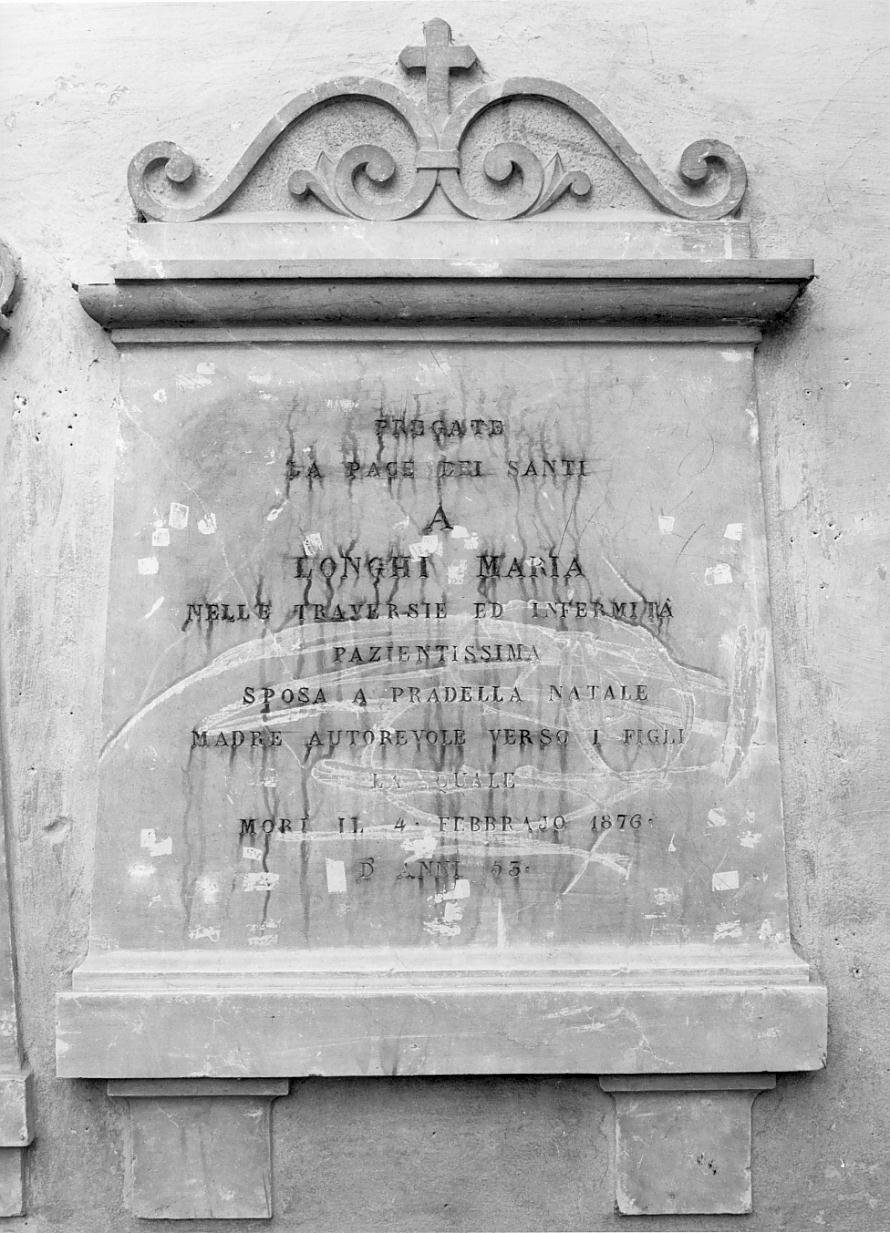 PREGATE
LA PACE DEI SANTI
A
LONGHI MARIA
NELLE TRAVERSIE ED INFERMITÀ
PAZIENTISSIMA
SPOSA A PRADELLA NATALE
MADRE AUTOREVOLE VERSO I FIGLI
LA QUALE
MORÌ IL 4. FEBBRAJO 1876.
D'ANNI 53.